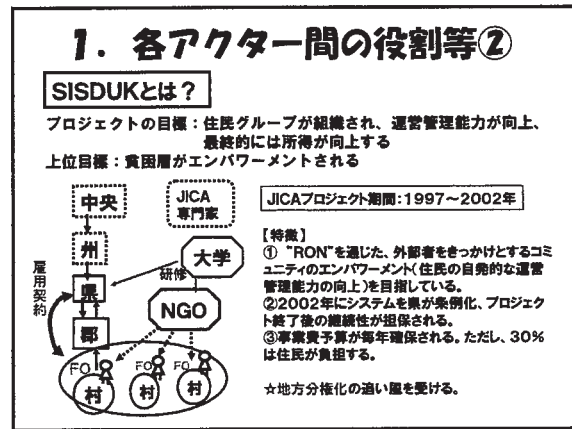 1. 各アクター間の役割等②
SISDUKとは？
プロジェクトの目標：住民グループが組織され、運営管理能力が向上、
最終的には所得が向上する
上位目標：貧困層がエンパワーメントされる
中央
州
県
郡
雇用契約
JICA
専門家
大学
研修
NGO
FO
FO
FO
村
村
村
JICAプロジェクト期間：1997～2002年
【特徴】
① "RON"を通じた、外部者をきっかけとするコミ
ュニティのエンパワーメント（住民の自発的な運営
管理能力の向上）を目指している。
②2002年にシステムを県が条例化、プロジェク
ト終了後の継続性が担保される。
③事業費予算が毎年確保される。ただし、30%
は住民が負担する。
☆地方分権化の追い風を受ける。